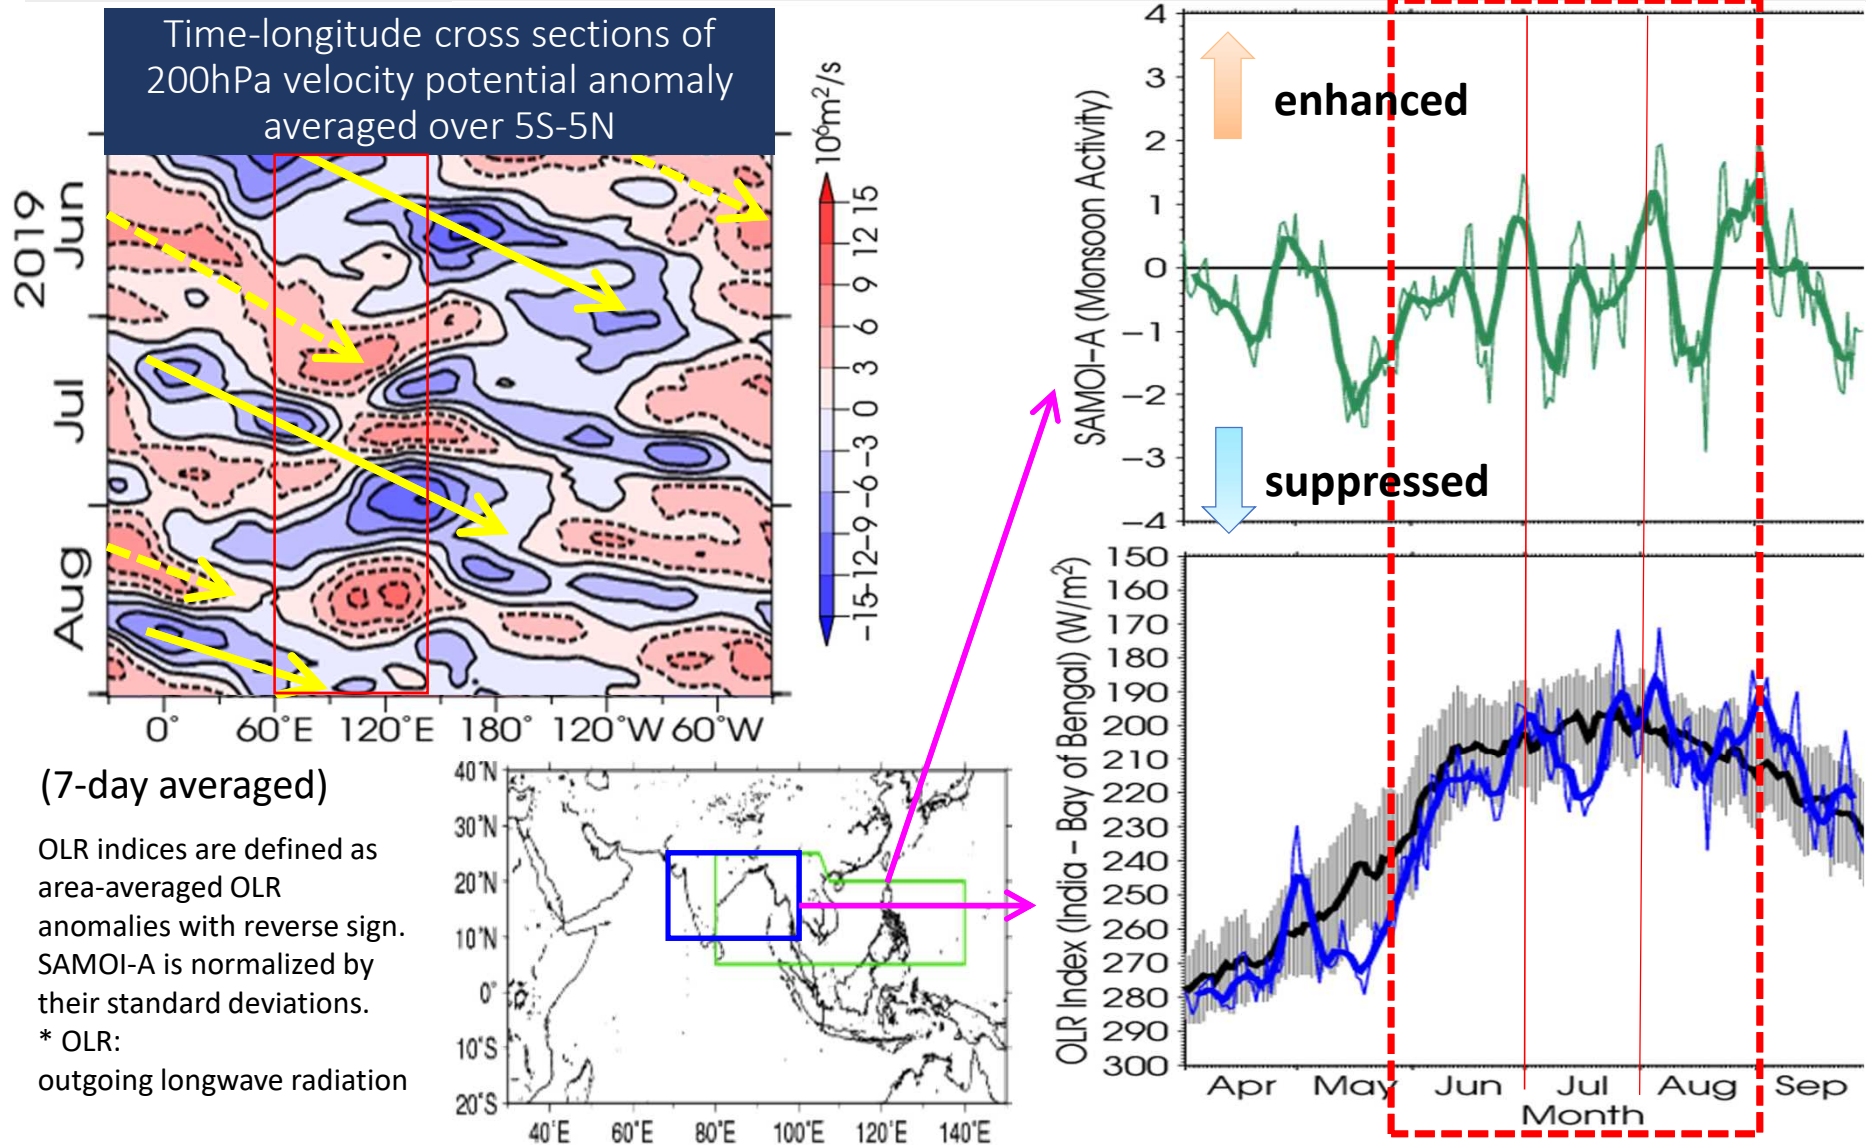 Time-longitude cross sections of
200hPa velocity potential anomaly
averaged over 5S-5N
2019
Jun
Jul
Aug
0° 60°E 120°E 180° 120°W 60°W
10⁶m²/s
15
12
9
6
3
0
−3
−6
−9
−12
−15
(7-day averaged)
OLR indices are defined as
area-averaged OLR
anomalies with reverse sign.
SAMOI-A is normalized by
their standard deviations.
* OLR:
outgoing longwave radiation
40°N
30°N
20°N
10°N
0°
10°S
20°S
40°E 60°E 80°E 100°E 120°E 140°E
SAMOI−A (Monsoon Activity)
4
3
2
1
0
−1
−2
−3
−4
enhanced
suppressed
OLR Index (India − Bay of Bengal) (W/m²)
150
160
170
180
190
200
210
220
230
240
250
260
270
280
290
300
Apr May Jun Jul Aug Sep
Month